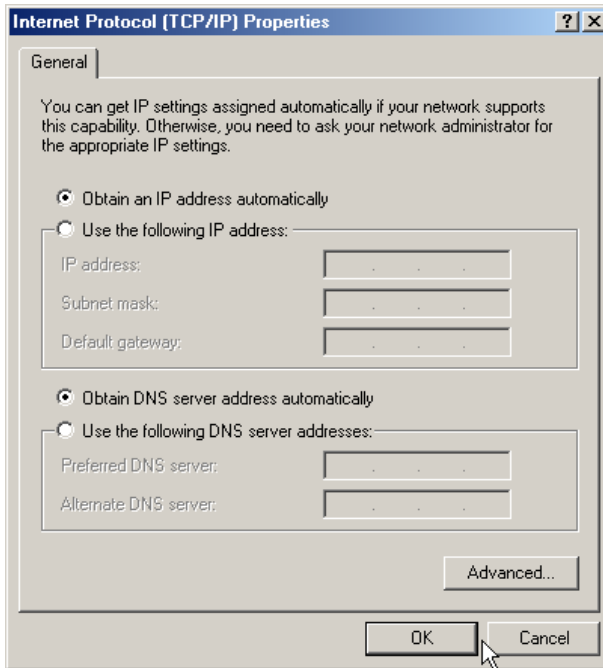 Internet Protocol (TCP/IP) Properties
General
You can get IP settings assigned automatically if your network supports
this capability. Otherwise, you need to ask your network administrator for
the appropriate IP settings.
Obtain an IP address automatically
Use the following IP address:
IP address:
Subnet mask:
Default gateway:
Obtain DNS server address automatically
Use the following DNS server addresses:
Preferred DNS server:
Alternate DNS server:
Advanced...
OK
Cancel